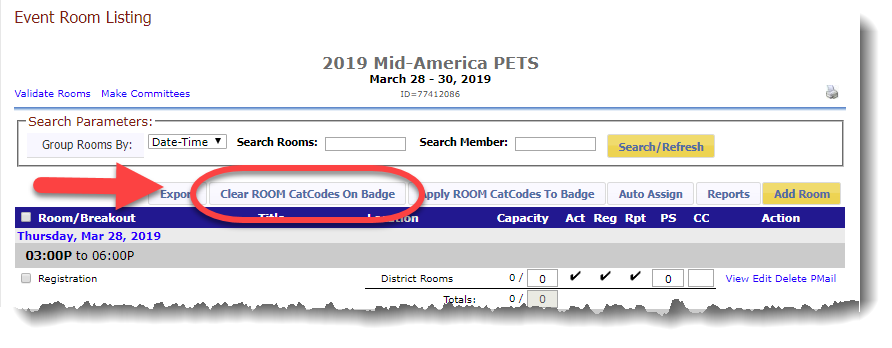 Event Room Listing
2019 Mid-America PETS
March 28 - 30, 2019
Validate Rooms Make Committees ID=77412086
Search Parameters:
Group Rooms By: Date-Time Search Rooms: Search Member: Search/Refresh
Expor Clear ROOM CatCodes On Badge Apply ROOM CatCodes To Badge Auto Assign Reports Add Room
Room/Breakout Title Location Capacity Act Reg Rpt PS CC Action
Thursday, Mar 28, 2019
03:00P to 06:00P
Registration District Rooms 0 / 0 ✔ ✔ ✔ 0 View Edit Delete PMail
Totals: 0 / 0